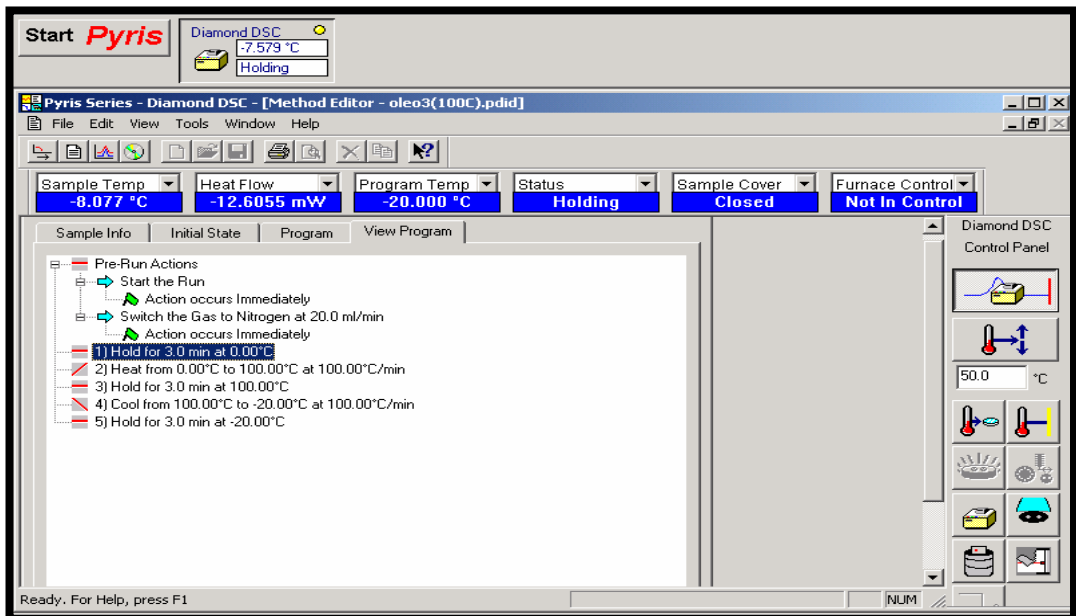 Start Pyris
Diamond DSC
-7.579 °C
Holding
Pyris Series - Diamond DSC - [Method Editor - oleo3(100C).pdid]
File Edit View Tools Window Help
Sample Temp Heat Flow Program Temp Status Sample Cover Furnace Control
-8.077 °C -12.6055 mW -20.000 °C Holding Closed Not In Control
Sample Info Initial State Program View Program
Pre-Run Actions
Start the Run
Action occurs Immediately
Switch the Gas to Nitrogen at 20.0 ml/min
Action occurs Immediately
1) Hold for 3.0 min at 0.00°C
2) Heat from 0.00°C to 100.00°C at 100.00°C/min
3) Hold for 3.0 min at 100.00°C
4) Cool from 100.00°C to -20.00°C at 100.00°C/min
5) Hold for 3.0 min at -20.00°C
Diamond DSC
Control Panel
50.0 °C
Ready. For Help, press F1
NUM